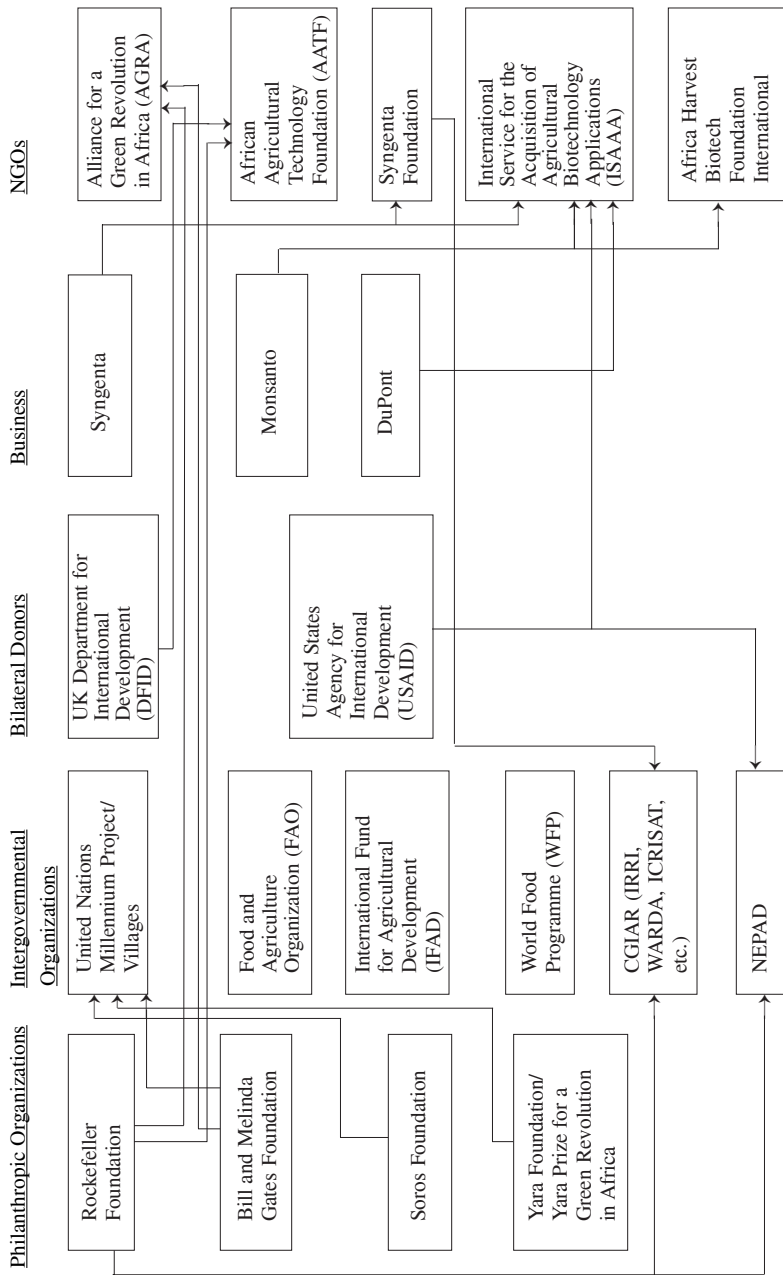 Philanthropic Organizations
Rockefeller
Foundation
Bill and Melinda
Gates Foundation
Soros Foundation
Yara Foundation/
Yara Prize for a
Green Revolution
in Africa
Intergovernmental
Organizations
United Nations
Millennium Project/
Villages
Food and
Agriculture
Organization (FAO)
International Fund
for Agricultural
Development
(IFAD)
World Food
Programme (WFP)
CGIAR (IRRI,
WARDA, ICRISAT,
etc.)
NEPAD
Bilateral Donors
UK Department for
International
Development
(DFID)
United States
Agency for
International
Development
(USAID)
Business
Syngenta
Monsanto
DuPont
NGOs
Alliance for a
Green Revolution
in Africa (AGRA)
African
Agricultural
Technology
Foundation (AATF)
Syngenta
Foundation
International
Service for the
Acquisition of
Agricultural
Biotechnology
Applications
(ISAAA)
Africa Harvest
Biotech
Foundation
International